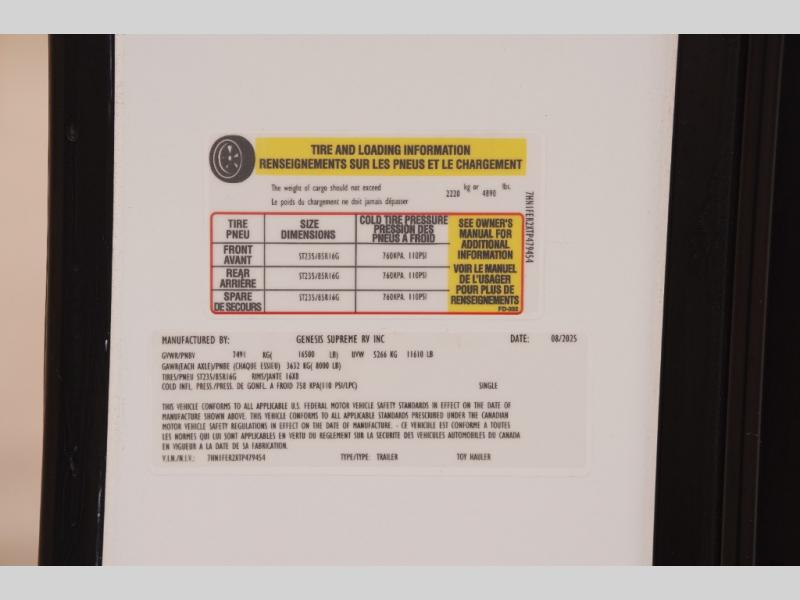 TIRE AND LOADING INFORMATION
RENSEIGNEMENTS SUR LES PNEUS ET LE CHARGEMENT
The weight of cargo should not exceed 2220 kg or 4890 lbs.
Le poids du chargement ne doit jamais dépasser
7HN1FER2XTP479454
TIRE PNEU SIZE DIMENSIONS COLD TIRE PRESSURE PRESSION DES PNEUS A FROID
FRONT AVANT ST235/85R16G 760KPA. 110PSI
REAR ARRIÈRE ST235/85R16G 760KPA. 110PSI
SPARE DE SECOURS ST235/85R16G 760KPA. 110PSI
SEE OWNER'S
MANUAL FOR
ADDITIONAL
INFORMATION
VOIR LE MANUEL
DE L'USAGER
POUR PLUS DE
RENSEIGNEMENTS
MANUFACTURED BY: GENESIS SUPREME RV INC DATE: 08/2025
GVWR/PNBV 7491 KG( 16500 LB) UVW 5266 KG 11610 LB
GAWR(EACH AXLE)/PNBE (CHAQUE ESSIEU) 3632 KG( 8000 LB)
TIRES/PNEU ST235/85R16G RIMS/JANTE 16X8
COLD INFL. PRESS./PRESS. DE GONFL. A FROID 758 KPA(110 PSI/LPC) SINGLE
THIS VEHICLE CONFORMS TO ALL APPLICABLE U.S. FEDERAL MOTOR VEHICLE SAFETY STANDARDS IN EFFECT ON THE DATE OF
MANUFACTURE SHOWN ABOVE. THIS VEHICLE CONFORMS TO ALL APPLICABLE STANDARDS PRESCRIBED UNDER THE CANADIAN
MOTOR VEHICLE SAFETY REGULATIONS IN EFFECT ON THE DATE OF MANUFACTURE. - CE VEHICULE EST CONFORME A TOUTES
LES NORMES QUI LUI SONT APPLICABLES EN VERTU DU REGLEMENT SUR LA SECURITE DES VEHICULES AUTOMOBILES DU CANADA
EN VIGUEUR A LA DATE DE SA FABRICATION.
V.I.N./N.I.V.: 7HN1FER2XTP479454 TYPE/TYPE: TRAILER TOY HAULER